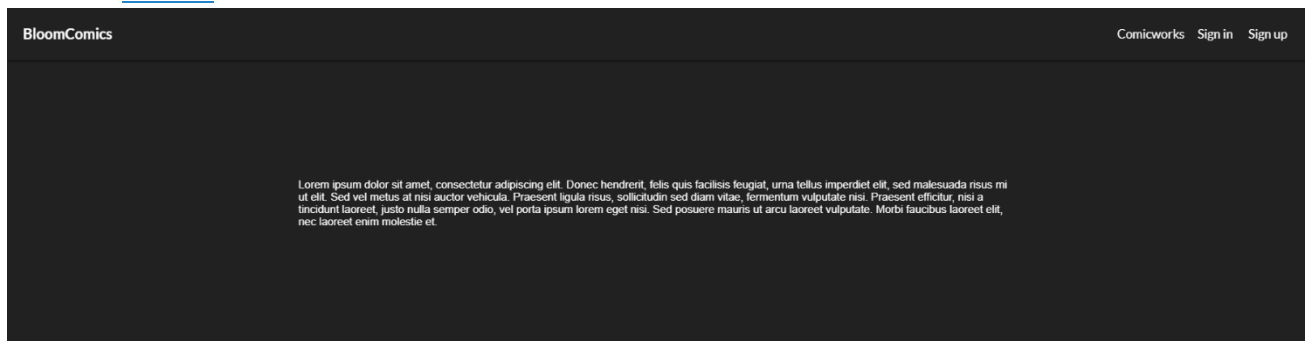 BloomComics
Comicworks Sign in Sign up
Lorem ipsum dolor sit amet, consectetur adipiscing elit. Donec hendrerit, felis quis facilisis feugiat, urna tellus imperdiet elit, sed malesuada risus mi
ut elit. Sed vel metus at nisi auctor vehicula. Praesent ligula risus, sollicitudin sed diam vitae, fermentum vulputate nisi. Praesent efficitur, nisi a
tincidunt laoreet, justo nulla semper odio, vel porta ipsum lorem eget nisi. Sed posuere mauris ut arcu laoreet vulputate. Morbi faucibus laoreet elit,
nec laoreet enim molestie et.